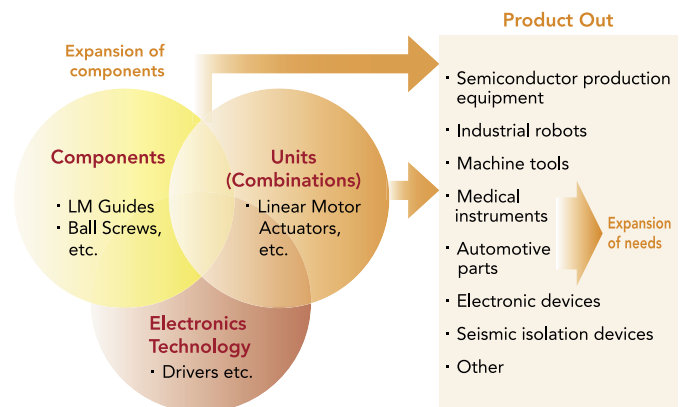 Expansion of
components
Components
· LM Guides
· Ball Screws,
etc.
Units
(Combinations)
· Linear Motor
Actuators,
etc.
Electronics
Technology
· Drivers etc.
Product Out
· Semiconductor production
equipment
· Industrial robots
· Machine tools
· Medical
instruments
· Automotive
parts
· Electronic devices
· Seismic isolation devices
· Other
Expansion
of needs